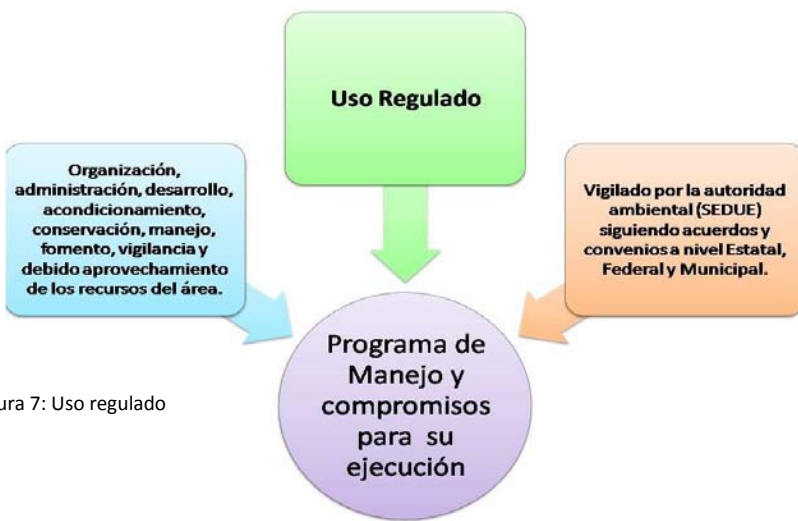 Uso Regulado
Organización,
administración, desarrollo,
acondicionamiento,
conservación, manejo,
fomento, vigilancia y
debido aprovechamiento
de los recursos del área.
Vigilado por la autoridad
ambiental (SEDUE)
siguiendo acuerdos y
convenios a nivel Estatal,
Federal y Municipal.
Programa de
Manejo y
compromisos
para su
ejecución
ura 7: Uso regulado